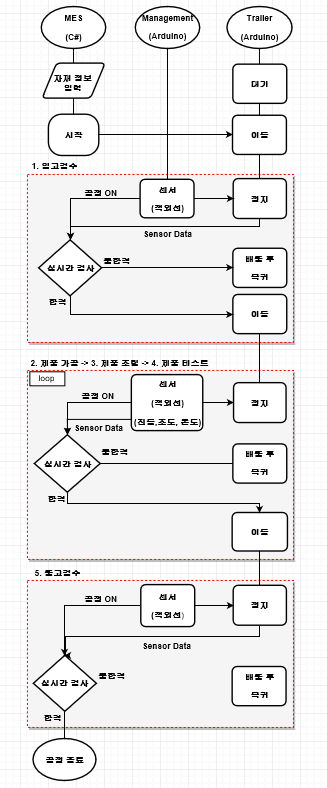 MES
(C#)
Management
(Arduino)
Trailer
(Arduino)
자재 정보
입력
대기
시작
이동
1. 입고검수
공정 ON
센서
(적외선)
정지
Sensor Data
실시간 검사
불합격
배출 후
복귀
합격
이동
2. 제품 가공 -> 3. 제품 조립 -> 4. 제품 테스트
loop
공정 ON
센서
(적외선)
(진동,조도, 온도)
정지
Sensor Data
실시간 검사
불합격
배출 후
복귀
합격
이동
5. 출고검수
공정 ON
센서
(적외선)
정지
Sensor Data
실시간 검사
불합격
배출 후
복귀
합격
공정 종료